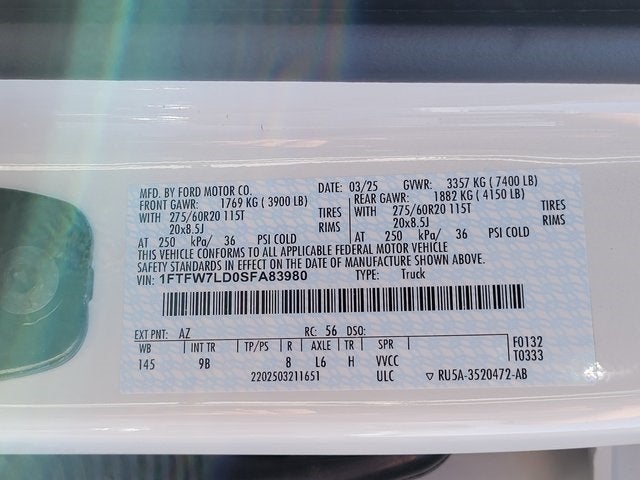 MFD. BY FORD MOTOR CO. DATE: 03/25 GVWR: 3357 KG ( 7400 LB)
FRONT GAWR: 1769 KG ( 3900 LB) REAR GAWR: 1882 KG ( 4150 LB)
WITH 275/60R20 115T TIRES WITH 275/60R20 115T TIRES
20x8.5J RIMS 20x8.5J RIMS
AT 250 kPa/ 36 PSI COLD AT 250 kPa/ 36 PSI COLD
THIS VEHICLE CONFORMS TO ALL APPLICABLE FEDERAL MOTOR VEHICLE
SAFETY STANDARDS IN EFFECT ON THE DATE OF MANUFACTURE SHOWN ABOVE.
VIN: 1FTFW7LD0SFA83980 TYPE: Truck
EXT PNT: AZ RC: 56 DSO:
WB INT TR TP/PS R AXLE TR SPR F0132
145 9B 8 L6 H VVCC T0333
2202503211651 ULC ▽ RU5A-3520472-AB